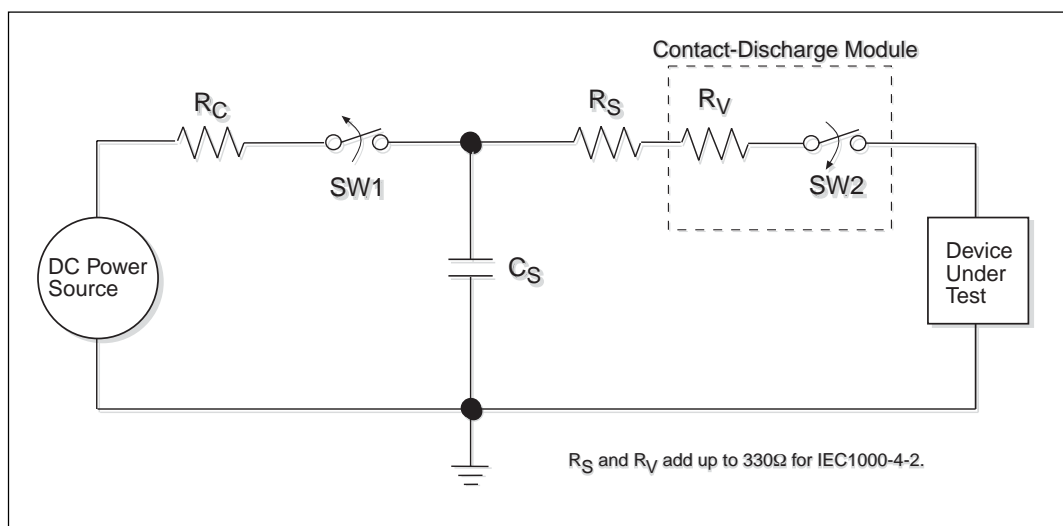 Contact-Discharge Module
RC
RS
RV
SW1
SW2
DC Power
Source
CS
Device
Under
Test
RS and RV add up to 330Ω for IEC1000-4-2.